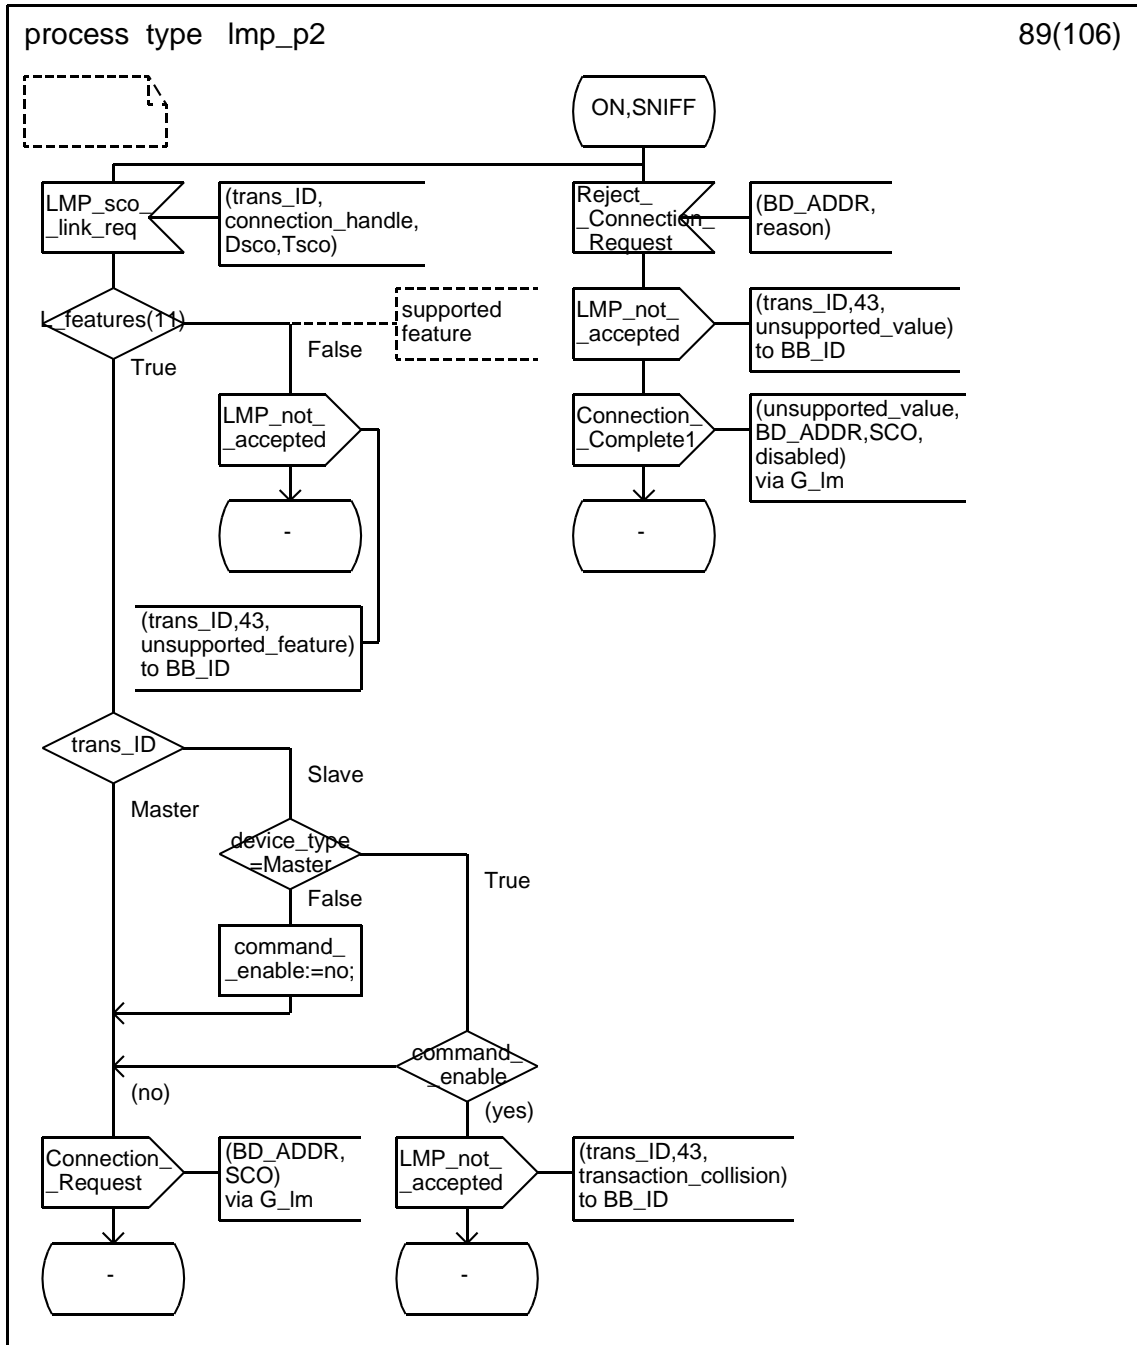 process type lmp_p2
89(106)
ON,SNIFF
LMP_sco_
_link_req
(trans_ID,
connection_handle,
Dsco,Tsco)
Reject_
_Connection_
_Request
(BD_ADDR,
reason)
L_features(11)
supported
feature
False
True
LMP_not_
_accepted
(trans_ID,43,
unsupported_value)
to BB_ID
LMP_not_
_accepted
Connection_
_Complete1
(unsupported_value,
BD_ADDR,SCO,
disabled)
via G_lm
-
-
(trans_ID,43,
unsupported_feature)
to BB_ID
trans_ID
Slave
Master
device_type
=Master
True
False
command_
_enable:=no;
command_
_enable
(no)
(yes)
Connection_
_Request
(BD_ADDR,
SCO)
via G_lm
LMP_not_
_accepted
(trans_ID,43,
transaction_collision)
to BB_ID
-
-